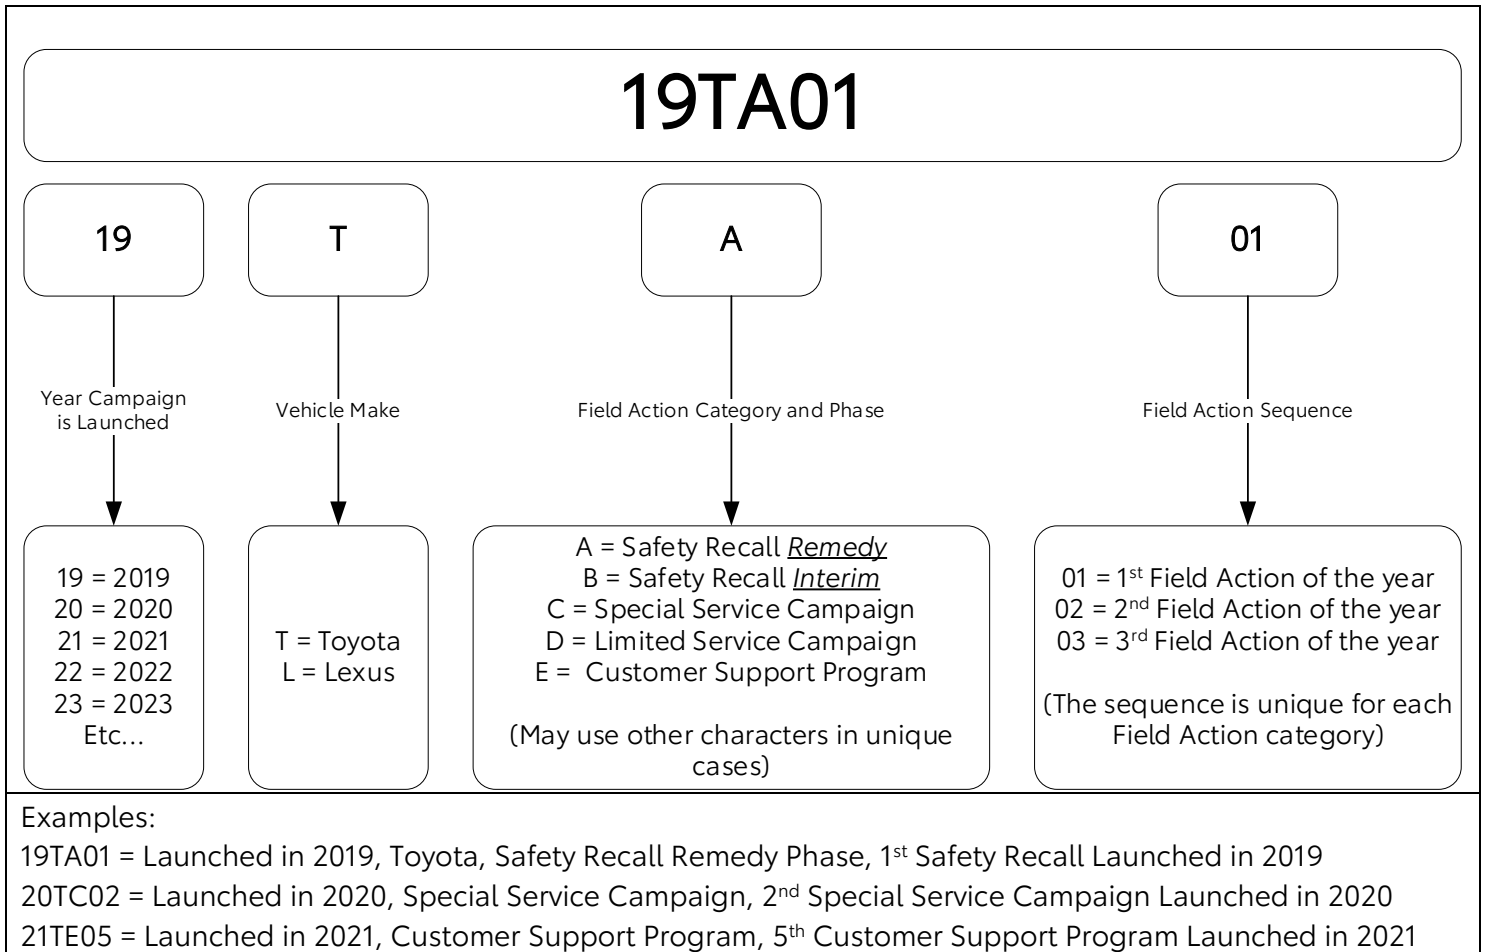 19TA01
19
T
A
01
Year Campaign
is Launched
Vehicle Make
Field Action Category and Phase
Field Action Sequence
19 = 2019
20 = 2020
21 = 2021
22 = 2022
23 = 2023
Etc...
T = Toyota
L = Lexus
A = Safety Recall Remedy
B = Safety Recall Interim
C = Special Service Campaign
D = Limited Service Campaign
E =  Customer Support Program
(May use other characters in unique
cases)
01 = 1st Field Action of the year
02 = 2nd Field Action of the year
03 = 3rd Field Action of the year
(The sequence is unique for each
Field Action category)
Examples:
19TA01 = Launched in 2019, Toyota, Safety Recall Remedy Phase, 1st Safety Recall Launched in 2019
20TC02 = Launched in 2020, Special Service Campaign, 2nd Special Service Campaign Launched in 2020
21TE05 = Launched in 2021, Customer Support Program, 5th Customer Support Program Launched in 2021